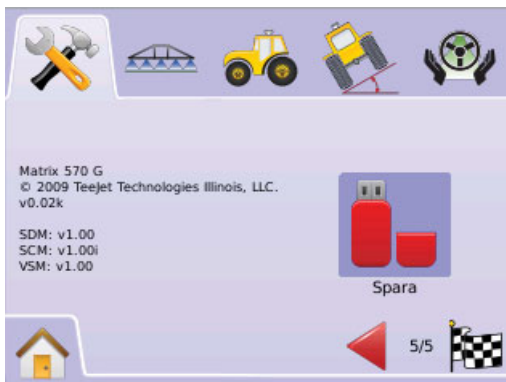 Matrix 570 G
© 2009 TeeJet Technologies Illinois, LLC.
v0.02k
SDM: v1.00
SCM: v1.00i
VSM: v1.00
Spara
5/5